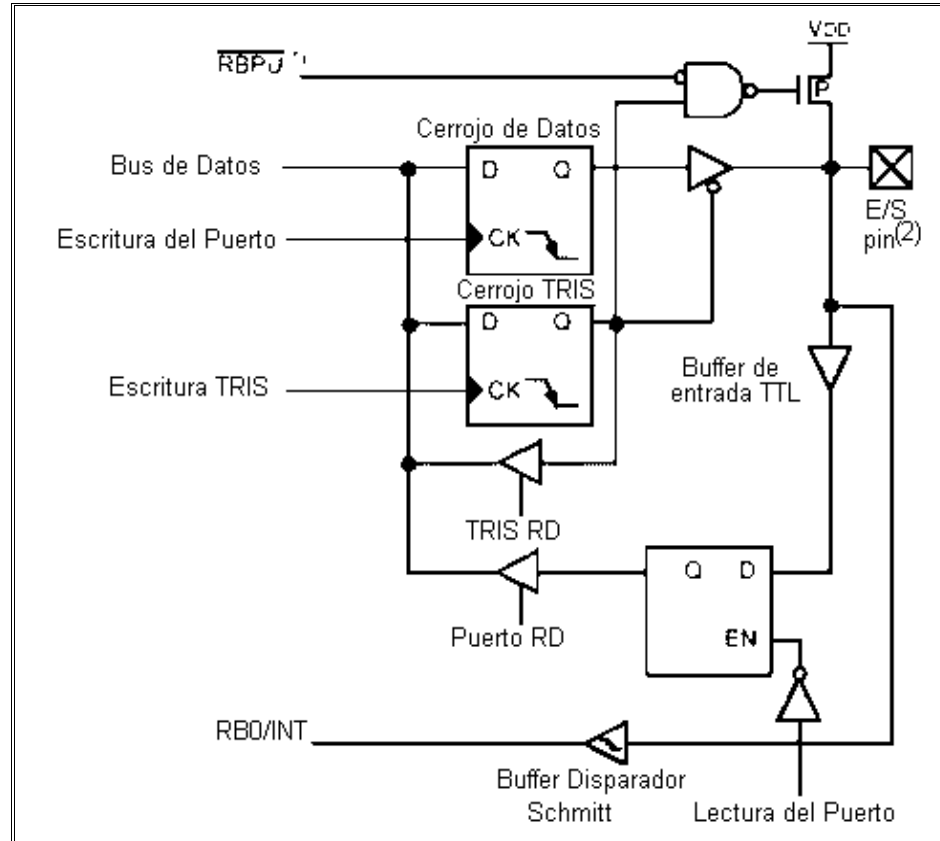 VDD
RBPU
P
Cerrojo de Datos
Bus de Datos
D Q
E/S
pin(2)
Escritura del Puerto
CK
Cerrojo TRIS
D Q
Buffer de
entrada TTL
Escritura TRIS
CK
TRIS RD
Q D
Puerto RD
EN
RB0/INT
Buffer Disparador
Schmitt
Lectura del Puerto